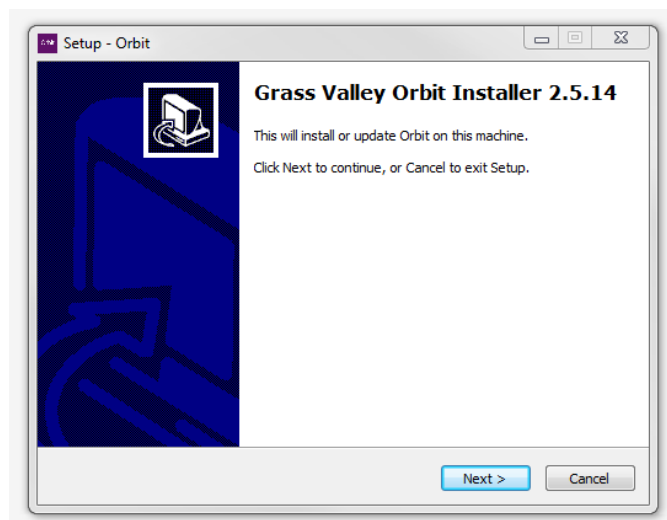 Setup - Orbit
Grass Valley Orbit Installer 2.5.14
This will install or update Orbit on this machine.
Click Next to continue, or Cancel to exit Setup.
Next >
Cancel